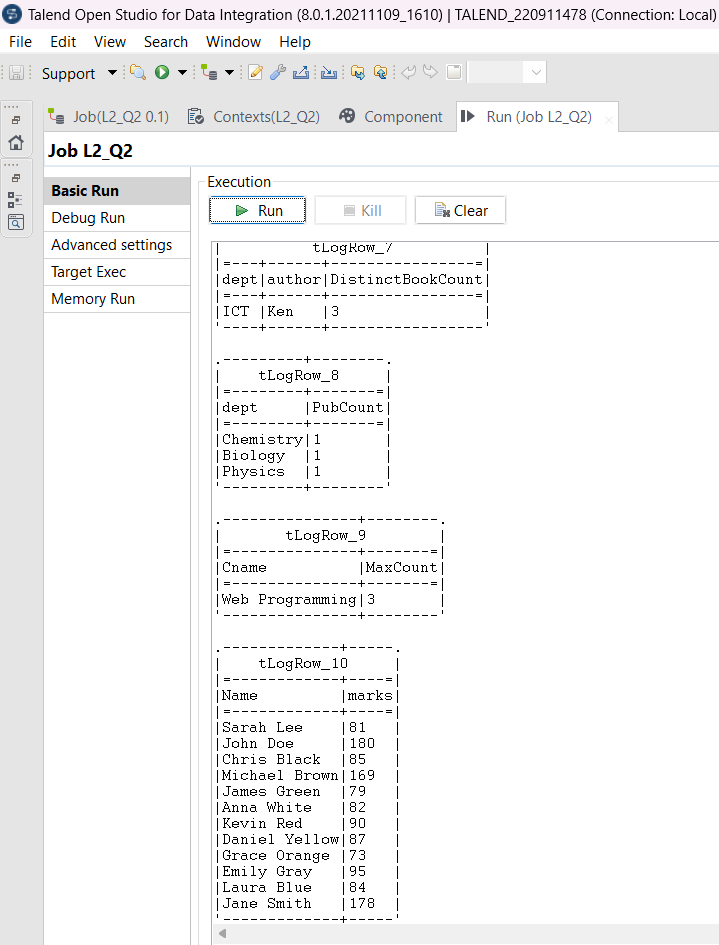 Talend Open Studio for Data Integration (8.0.1.20211109_1610) | TALEND_220911478 (Connection: Local)
File Edit View Search Window Help
Support
Job(L2_Q2 0.1) Contexts(L2_Q2) Component Run (Job L2_Q2)
Job L2_Q2
Basic Run
Debug Run
Advanced settings
Target Exec
Memory Run
Execution
Run Kill Clear
| tLogRow_7 |
|=----+------+-----------------=|
|dept|author|DistinctBookCount|
|=----+------+-----------------=|
|ICT |Ken |3 |
'----+------+-----------------'
.---------+--------.
| tLogRow_8 |
|=--------+-------=|
|dept |PubCount|
|=--------+-------=|
|Chemistry|1 |
|Biology |1 |
|Physics |1 |
'---------+--------'
.---------------+--------.
| tLogRow_9 |
|=--------------+-------=|
|Cname |MaxCount|
|=--------------+-------=|
|Web Programming|3 |
'---------------+--------'
.-------------+-----.
| tLogRow_10 |
|=------------+----=|
|Name |marks|
|=------------+----=|
|Sarah Lee |81 |
|John Doe |180 |
|Chris Black |85 |
|Michael Brown|169 |
|James Green |79 |
|Anna White |82 |
|Kevin Red |90 |
|Daniel Yellow|87 |
|Grace Orange |73 |
|Emily Gray |95 |
|Laura Blue |84 |
|Jane Smith |178 |
'-------------+-----'